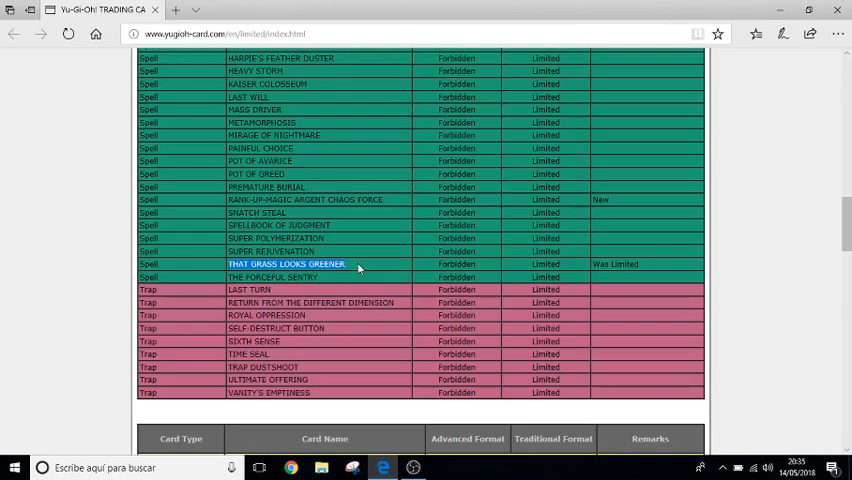 Yu-Gi-Oh! TRADING CA
www.yugioh-card.com/en/limited/index.html
Spell HARPIE'S FEATHER DUSTER Forbidden Limited
Spell HEAVY STORM Forbidden Limited
Spell KAISER COLOSSEUM Forbidden Limited
Spell LAST WILL Forbidden Limited
Spell MASS DRIVER Forbidden Limited
Spell METAMORPHOSIS Forbidden Limited
Spell MIRAGE OF NIGHTMARE Forbidden Limited
Spell PAINFUL CHOICE Forbidden Limited
Spell POT OF AVARICE Forbidden Limited
Spell POT OF GREED Forbidden Limited
Spell PREMATURE BURIAL Forbidden Limited
Spell RANK-UP-MAGIC ARGENT CHAOS FORCE Forbidden Limited New
Spell SNATCH STEAL Forbidden Limited
Spell SPELLBOOK OF JUDGMENT Forbidden Limited
Spell SUPER POLYMERIZATION Forbidden Limited
Spell SUPER REJUVENATION Forbidden Limited
Spell THAT GRASS LOOKS GREENER Forbidden Limited Was Limited
Spell THE FORCEFUL SENTRY Forbidden Limited
Trap LAST TURN Forbidden Limited
Trap RETURN FROM THE DIFFERENT DIMENSION Forbidden Limited
Trap ROYAL OPPRESSION Forbidden Limited
Trap SELF-DESTRUCT BUTTON Forbidden Limited
Trap SIXTH SENSE Forbidden Limited
Trap TIME SEAL Forbidden Limited
Trap TRAP DUSTSHOOT Forbidden Limited
Trap ULTIMATE OFFERING Forbidden Limited
Trap VANITY'S EMPTINESS Forbidden Limited
Card Type Card Name Advanced Format Traditional Format Remarks
Escribe aquí para buscar
20:35
14/05/2018